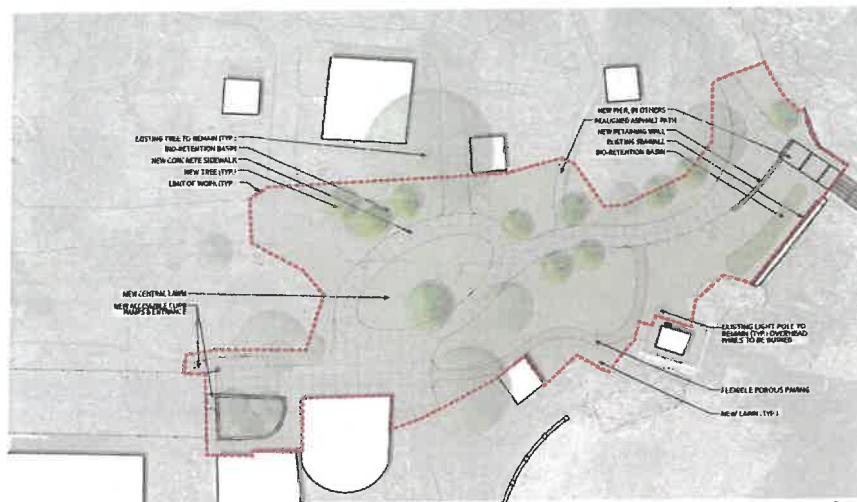 EXISTING TREE TO REMAIN (TYP.)
BIO-RETENTION BASIN
NEW CONCRETE SIDEWALK
NEW TREE (TYP.)
LIMIT OF WORK (TYP.)
NEW PIER, IN OTHERS
REALIGNED ASPHALT PATH
NEW RETAINING WALL
EXISTING SEAWALL
BIO-RETENTION BASIN
NEW CENTRAL LAWN
NEW ACCESSIBLE CURB
RAMPS & ENTRANCE
EXISTING LIGHT POLE TO
REMAIN (TYP.) OVERHEAD
WIRES TO BE BURIED
FLEXIBLE POROUS PAVING
NEW LAWN (TYP.)